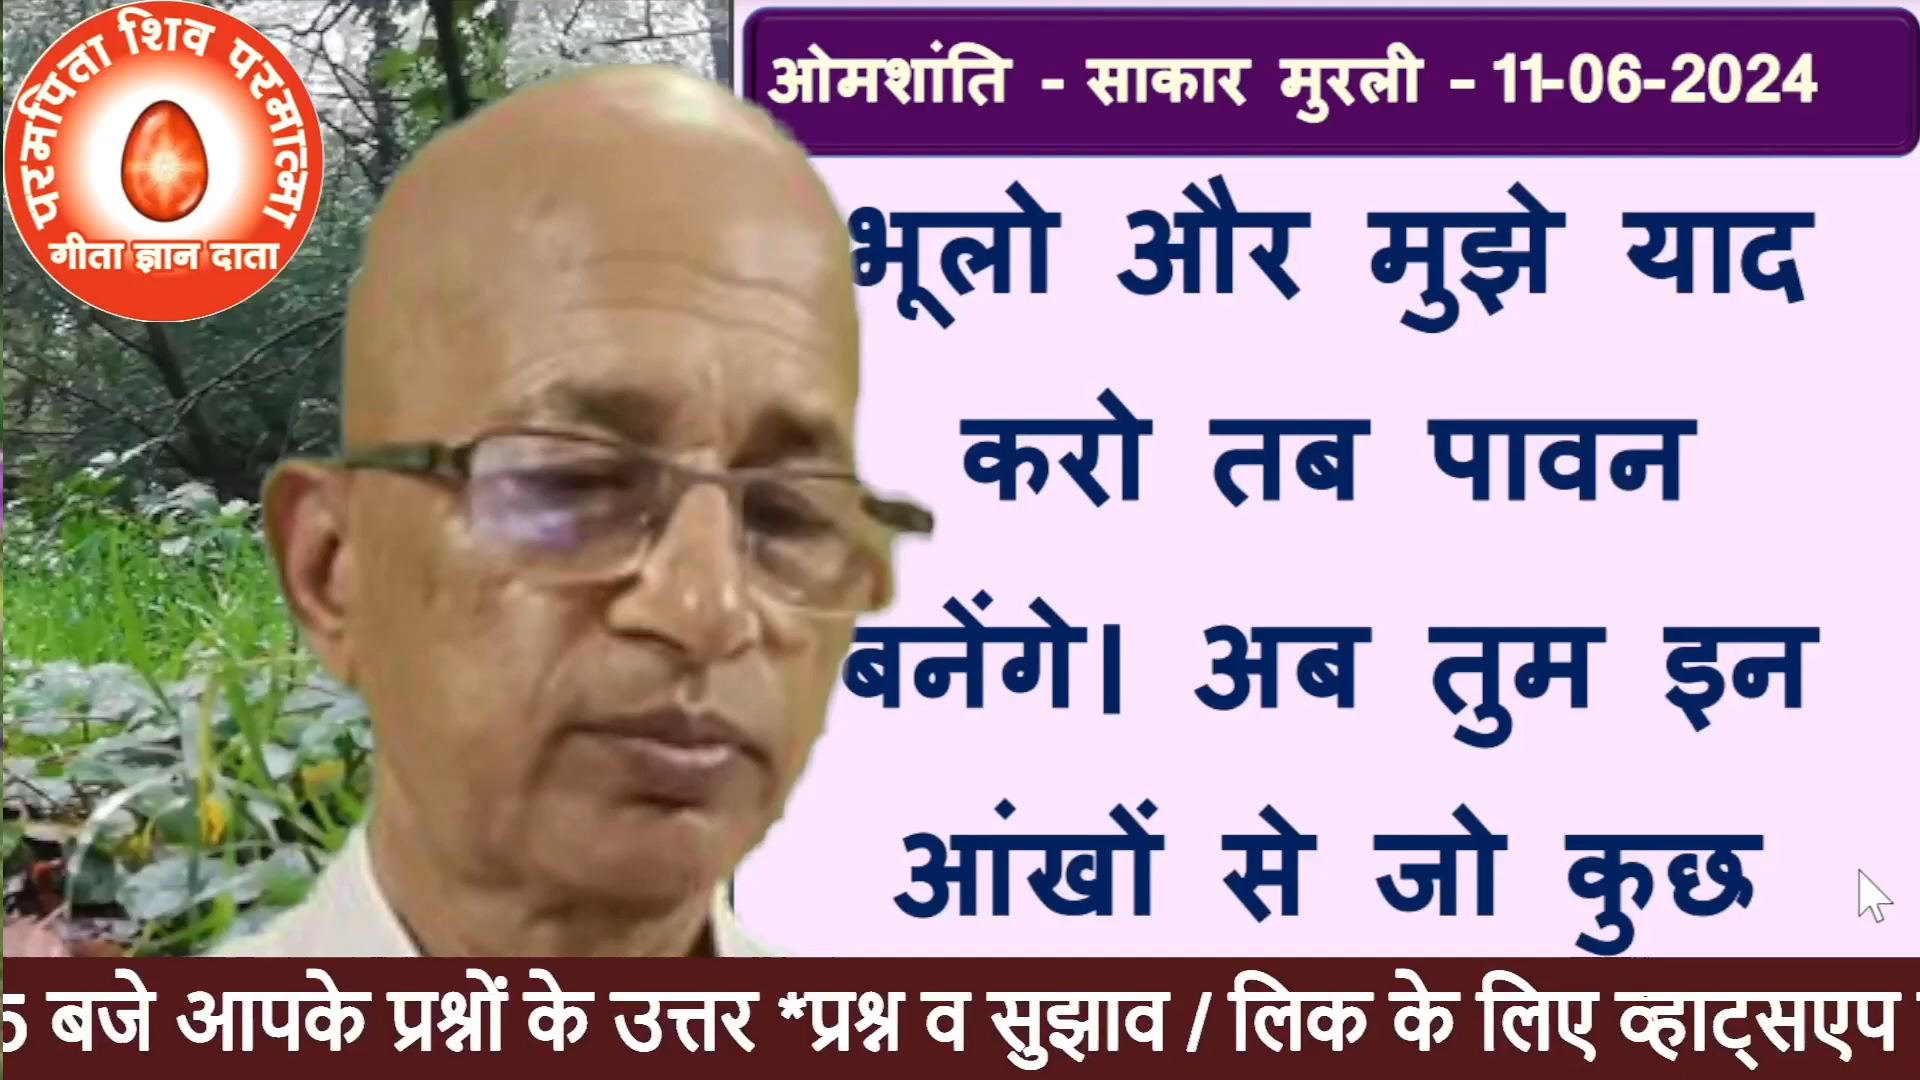 परमपिता शिव परमात्मा
गीता ज्ञान दाता
ओमशांति - साकार मुरली - 11-06-2024
भूलो और मुझे याद
करो तब पावन
बनेंगे। अब तुम इन
आंखों से जो कुछ
बजे आपके प्रश्नों के उत्तर *प्रश्न व सुझाव / लिंक के लिए व्हाट्सएप